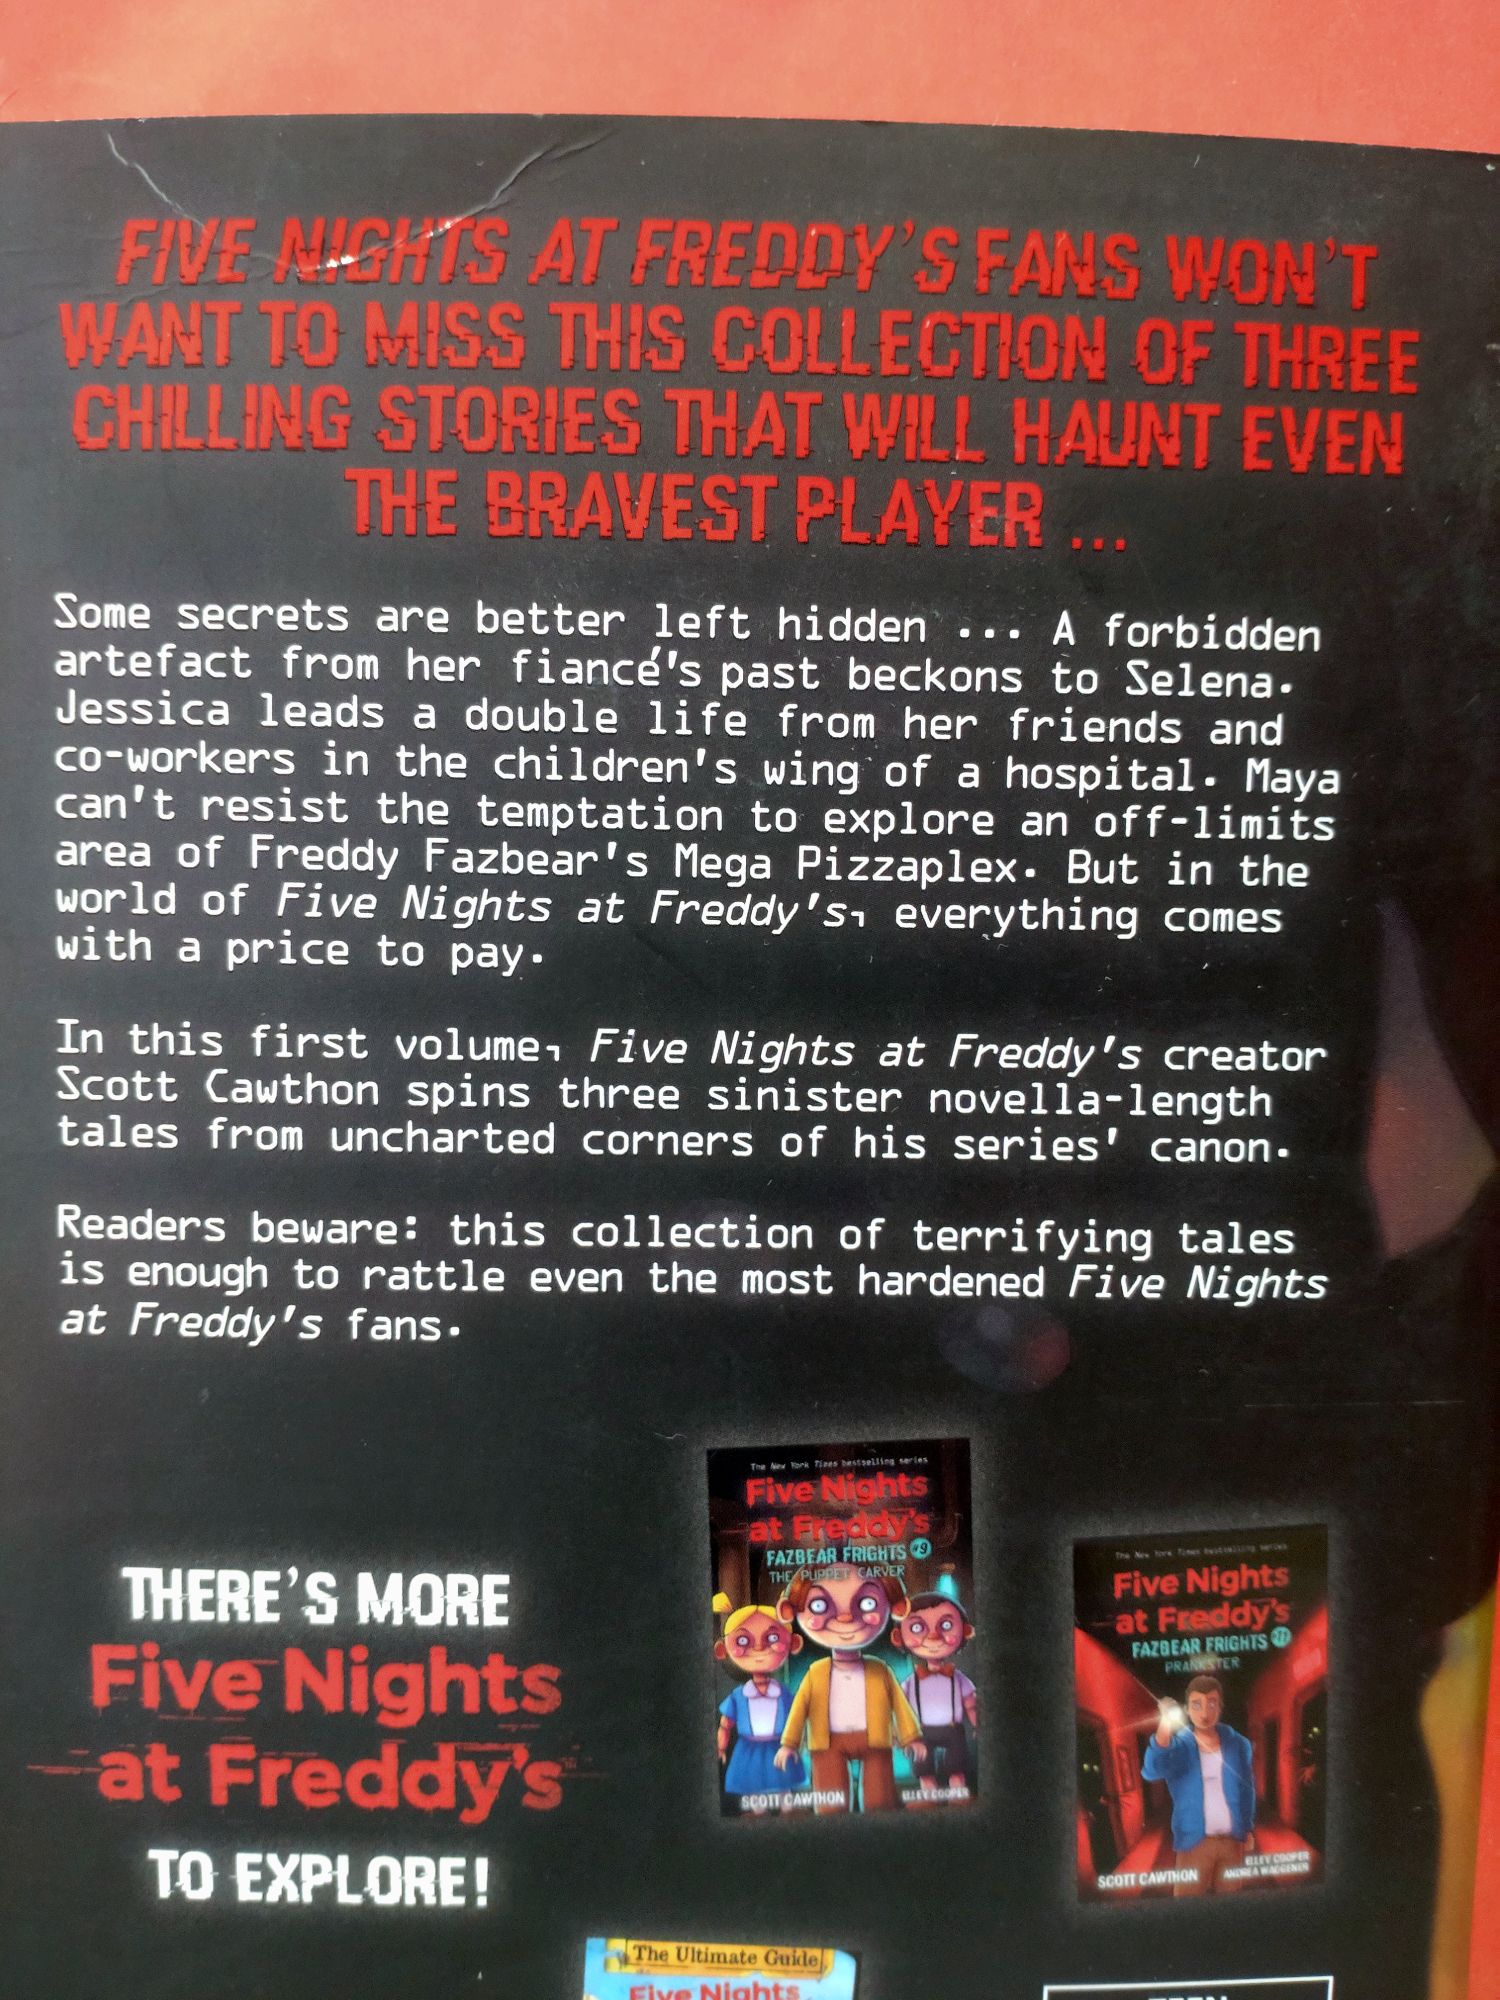 FIVE NIGHTS AT FREDDY'S FANS WON'T
WANT TO MISS THIS COLLECTION OF THREE
CHILLING STORIES THAT WILL HAUNT EVEN
THE BRAVEST PLAYER ...
Some secrets are better left hidden ... A forbidden
artefact from her fiancé's past beckons to Selena.
Jessica leads a double life from her friends and
co-workers in the children's wing of a hospital. Maya
can't resist the temptation to explore an off-limits
area of Freddy Fazbear's Mega Pizzaplex. But in the
world of Five Nights at Freddy's, everything comes
with a price to pay.
In this first volume, Five Nights at Freddy's creator
Scott Cawthon spins three sinister novella-length
tales from uncharted corners of his series' canon.
Readers beware: this collection of terrifying tales
is enough to rattle even the most hardened Five Nights
at Freddy's fans.
THERE'S MORE
Five Nights
at Freddy's
TO EXPLORE!
The New York Times bestselling series
Five Nights
at Freddy's
FAZBEAR FRIGHTS #9
THE PUPPET CARVER
SCOTT CAWTHON
ELLEY COOPER
The New York Times bestselling series
Five Nights
at Freddy's
FAZBEAR FRIGHTS #11
PRANKSTER
SCOTT CAWTHON
ELLEY COOPER
ANDREA WAGGENER
The Ultimate Guide
Five Nights